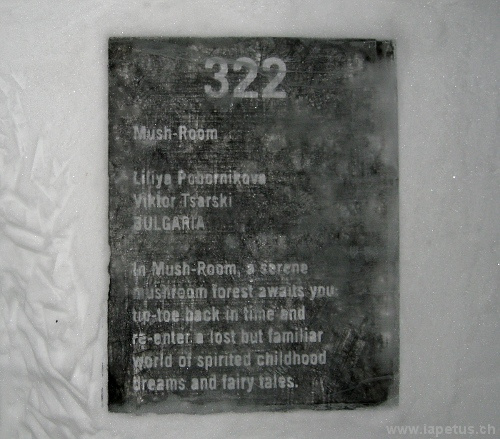 322
Mush-Room
Liliya Pobornikova
Viktor Tsarski
BULGARIA
In Mush-Room, a serene
mushroom forest awaits you
tip-toe back in time and
re-enter a lost but familiar
world of spirited childhood
dreams and fairy tales.
www.iapetus.ch